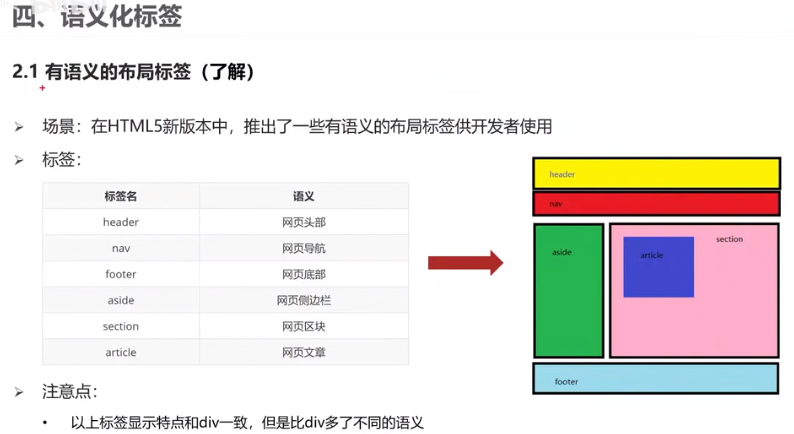 四、语义化标签
2.1 有语义的布局标签（了解）
场景：在HTML5新版本中，推出了一些有语义的布局标签供开发者使用
标签：
标签名 语义
header 网页头部
nav 网页导航
footer 网页底部
aside 网页侧边栏
section 网页区块
article 网页文章
header
nav
aside
article
section
footer
注意点：
• 以上标签显示特点和div一致，但是比div多了不同的语义